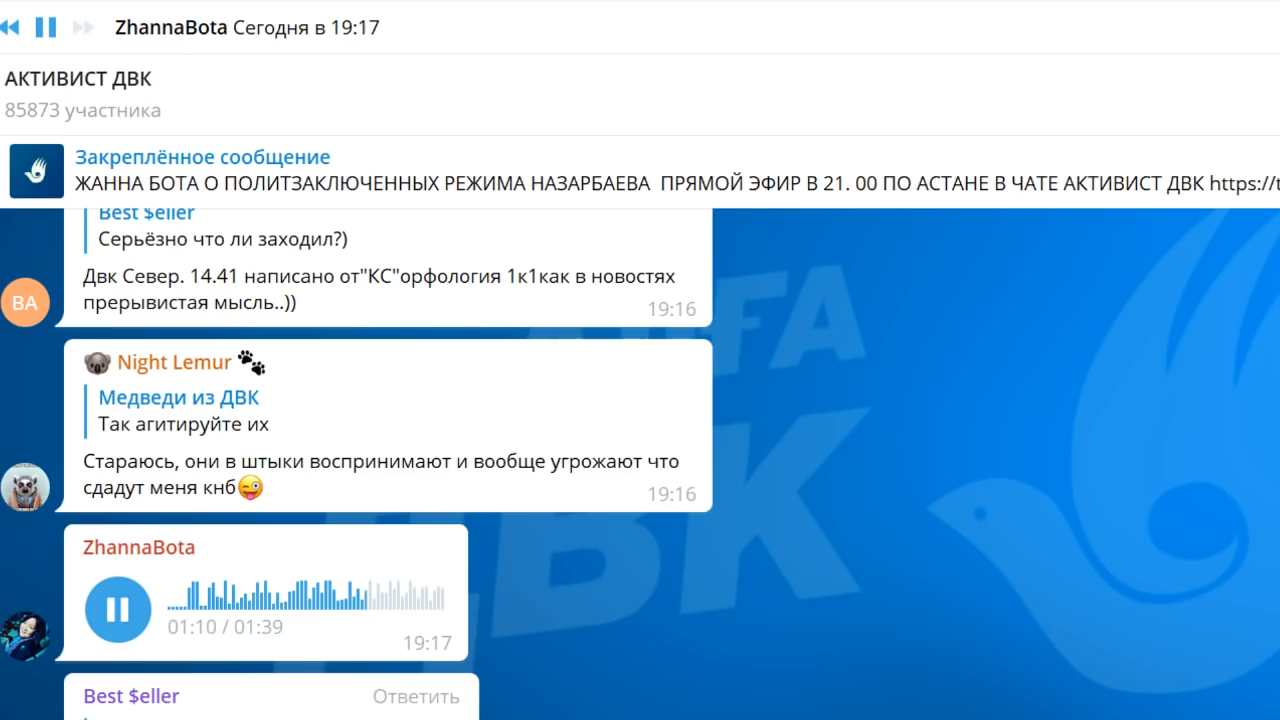 ZhannaBota Сегодня в 19:17
АКТИВИСТ ДВК
85873 участника
Закреплённое сообщение
ЖАННА БОТА О ПОЛИТЗАКЛЮЧЕННЫХ РЕЖИМА НАЗАРБАЕВА ПРЯМОЙ ЭФИР В 21. 00 ПО АСТАНЕ В ЧАТЕ АКТИВИСТ ДВК https://t
Best $eller
Серьёзно что ли заходил?)
Двк Север. 14.41 написано от"КС"орфология 1к1как в новостях
прерывистая мысль..))
19:16
ВА
Night Lemur
Медведи из ДВК
Так агитируйте их
Стараюсь, они в штыки воспринимают и вообще угрожают что
сдадут меня кнб😜
19:16
ZhannaBota
01:10 / 01:39
19:17
Best $eller Ответить
ДВК